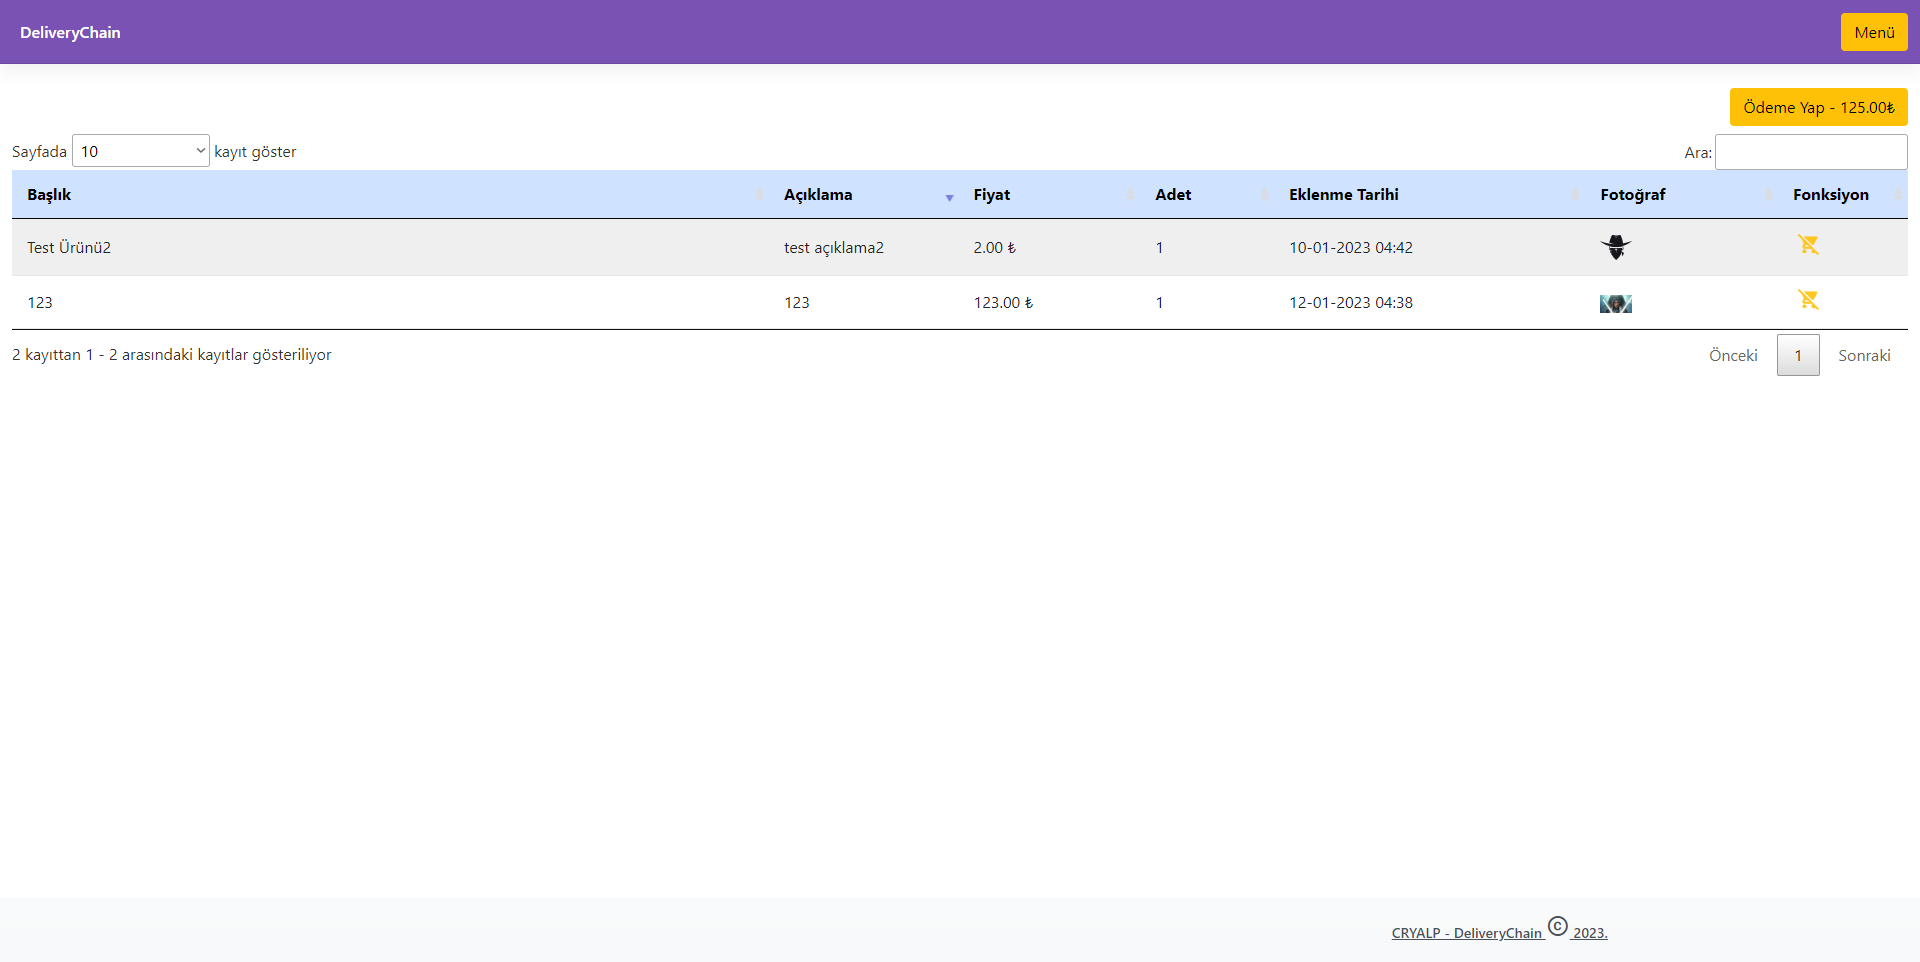 DeliveryChain
Menü
Ödeme Yap - 125.00₺
Sayfada 10 kayıt göster
Ara:
Başlık Açıklama Fiyat Adet Eklenme Tarihi Fotoğraf Fonksiyon
Test Ürünü2 test açıklama2 2.00 ₺ 1 10-01-2023 04:42
123 123 123.00 ₺ 1 12-01-2023 04:38
2 kayıttan 1 - 2 arasındaki kayıtlar gösteriliyor
Önceki 1 Sonraki
CRYALP - DeliveryChain © 2023.